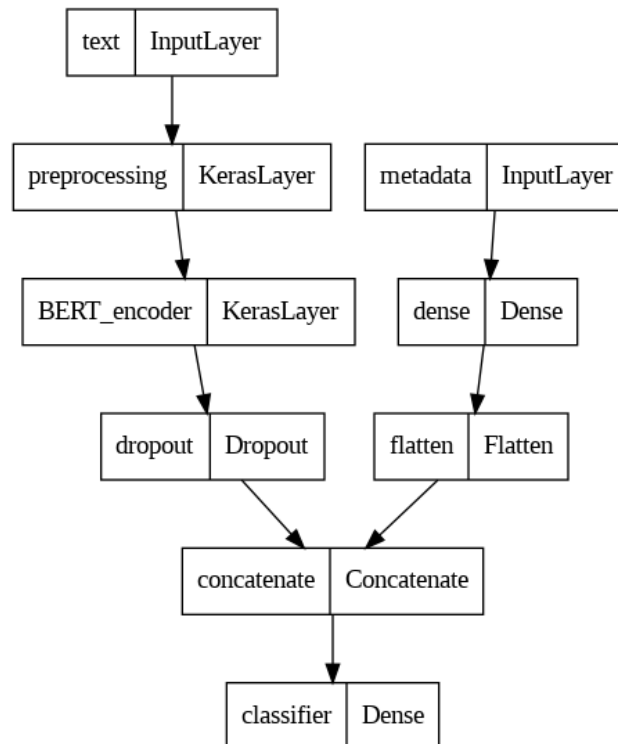 text InputLayer
preprocessing KerasLayer
metadata InputLayer
BERT_encoder KerasLayer
dense Dense
dropout Dropout
flatten Flatten
concatenate Concatenate
classifier Dense